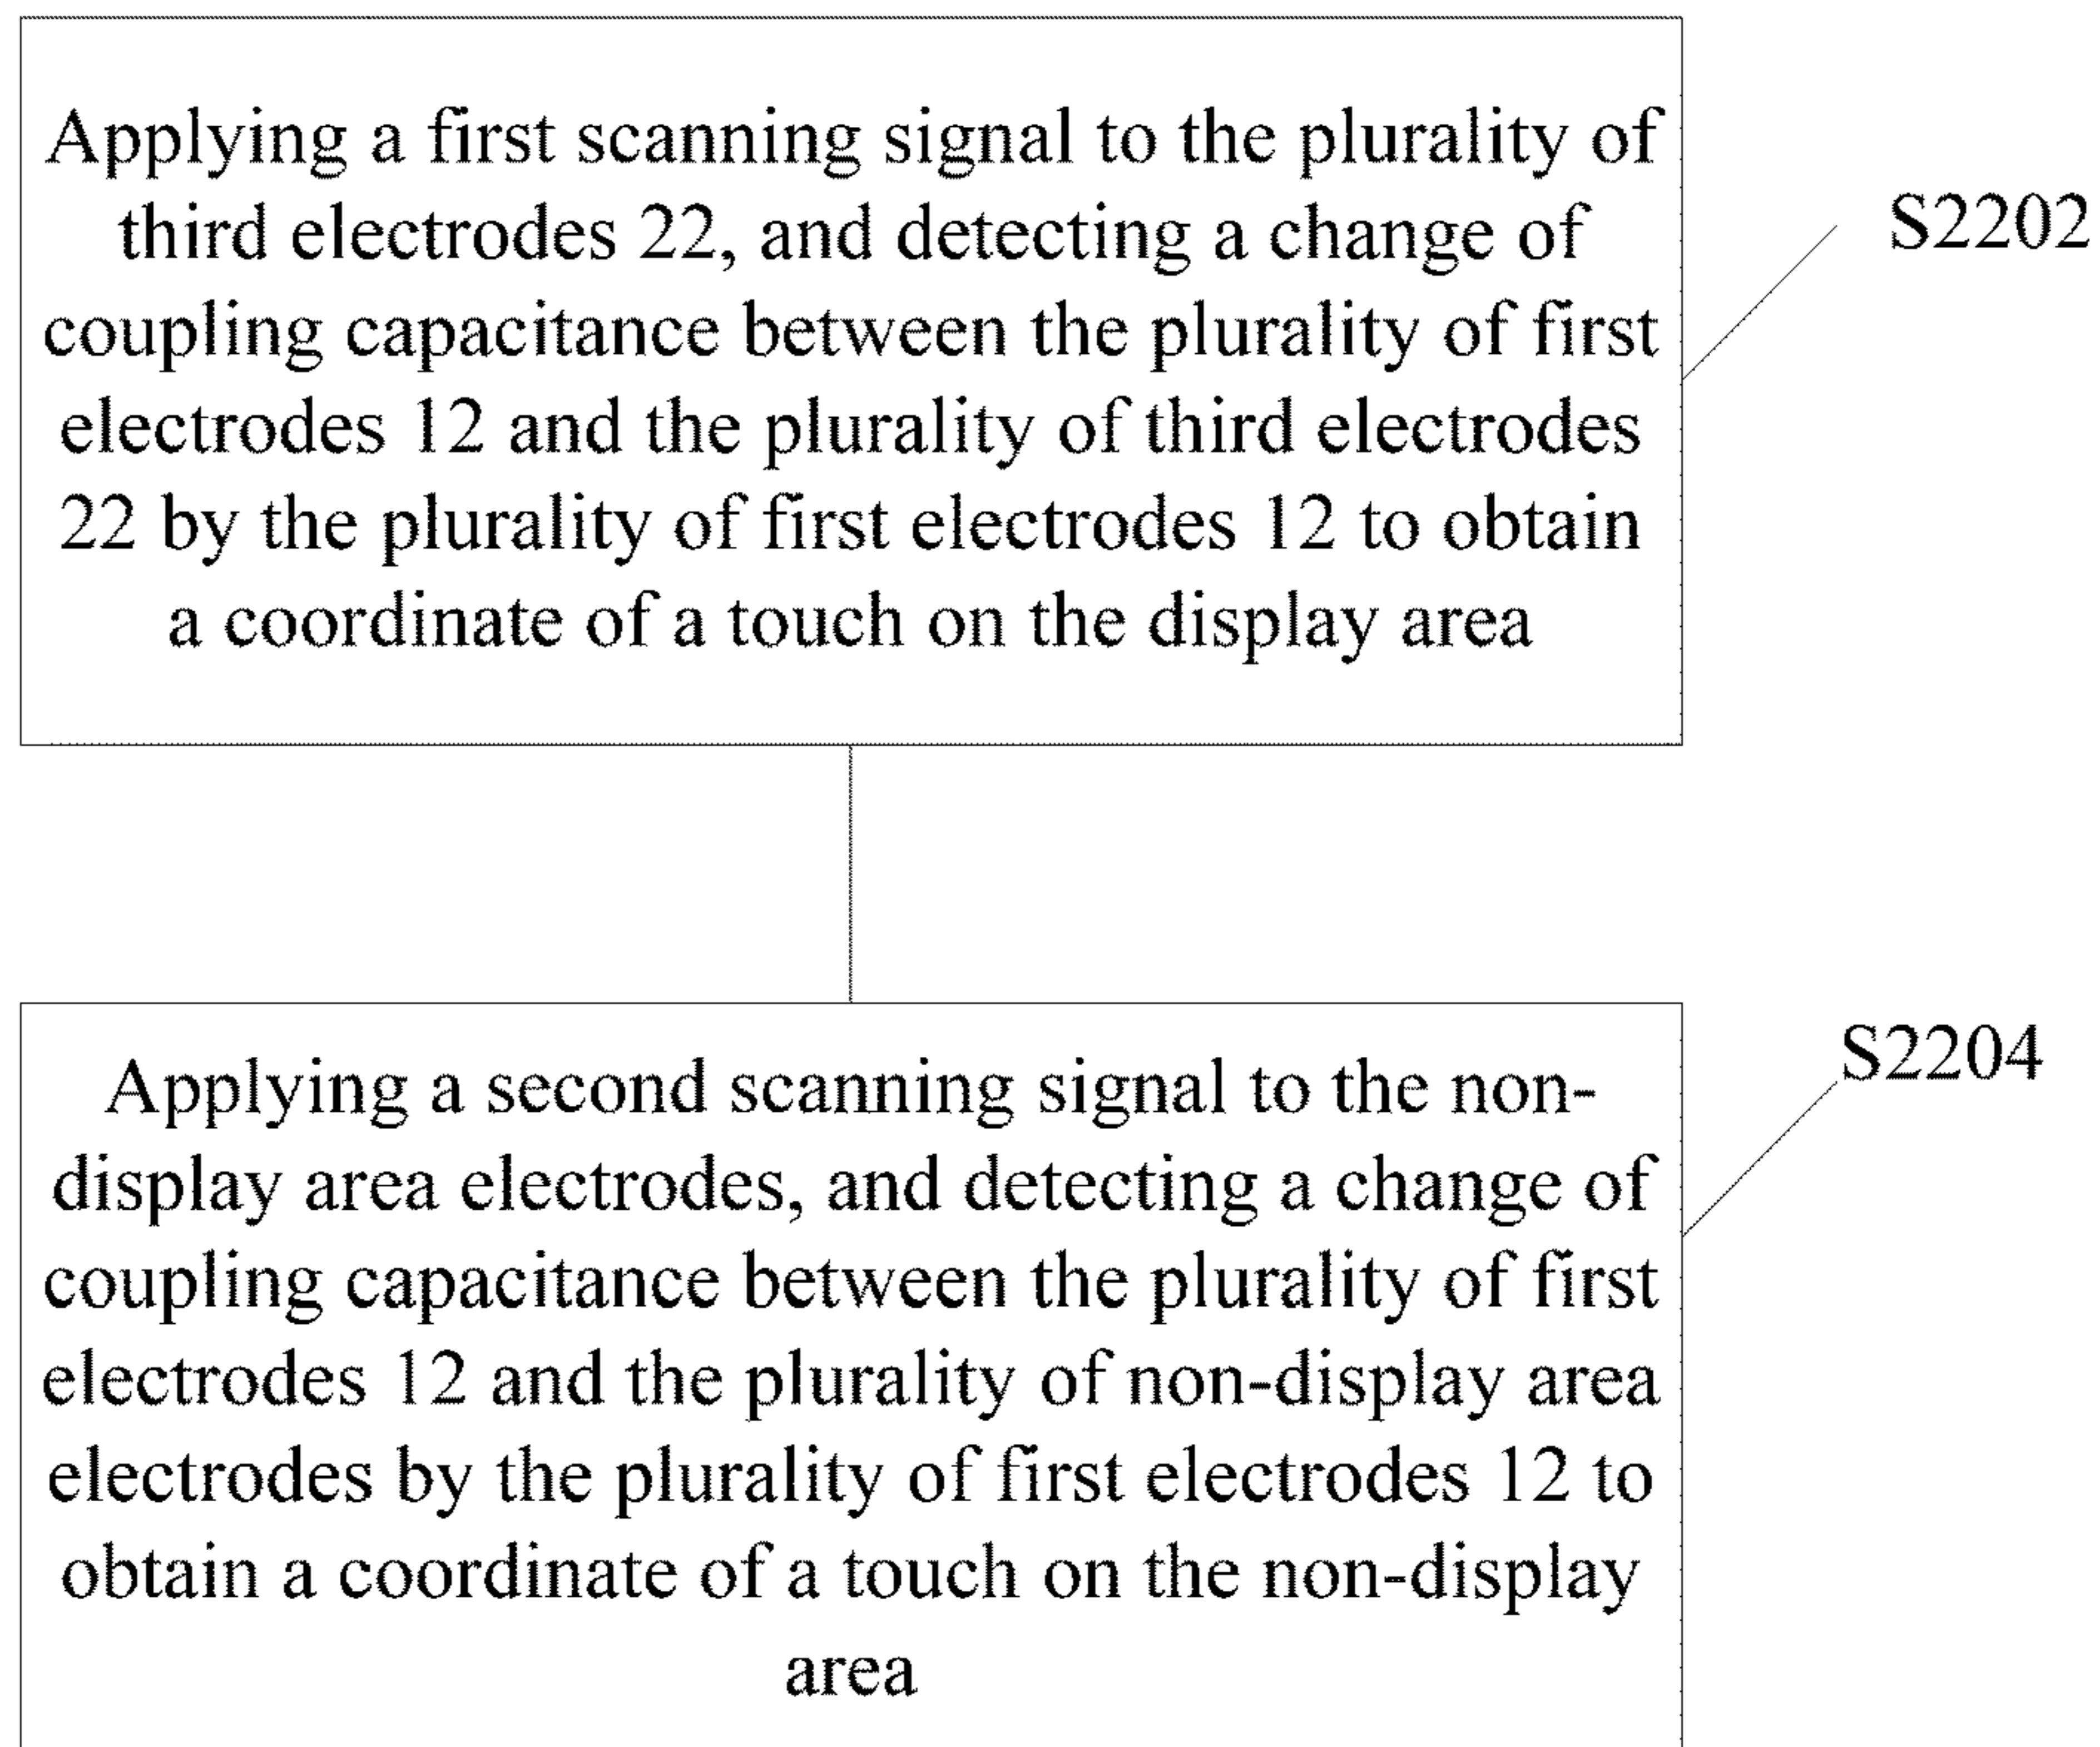 Applying a first scanning signal to the plurality of
third electrodes 22, and detecting a change of
coupling capacitance between the plurality of first
electrodes 12 and the plurality of third electrodes
22 by the plurality of first electrodes 12 to obtain
a coordinate of a touch on the display area
S2202
Applying a second scanning signal to the non-
display area electrodes, and detecting a change of
coupling capacitance between the plurality of first
electrodes 12 and the plurality of non-display area
electrodes by the plurality of first electrodes 12 to
obtain a coordinate of a touch on the non-display
area
S2204